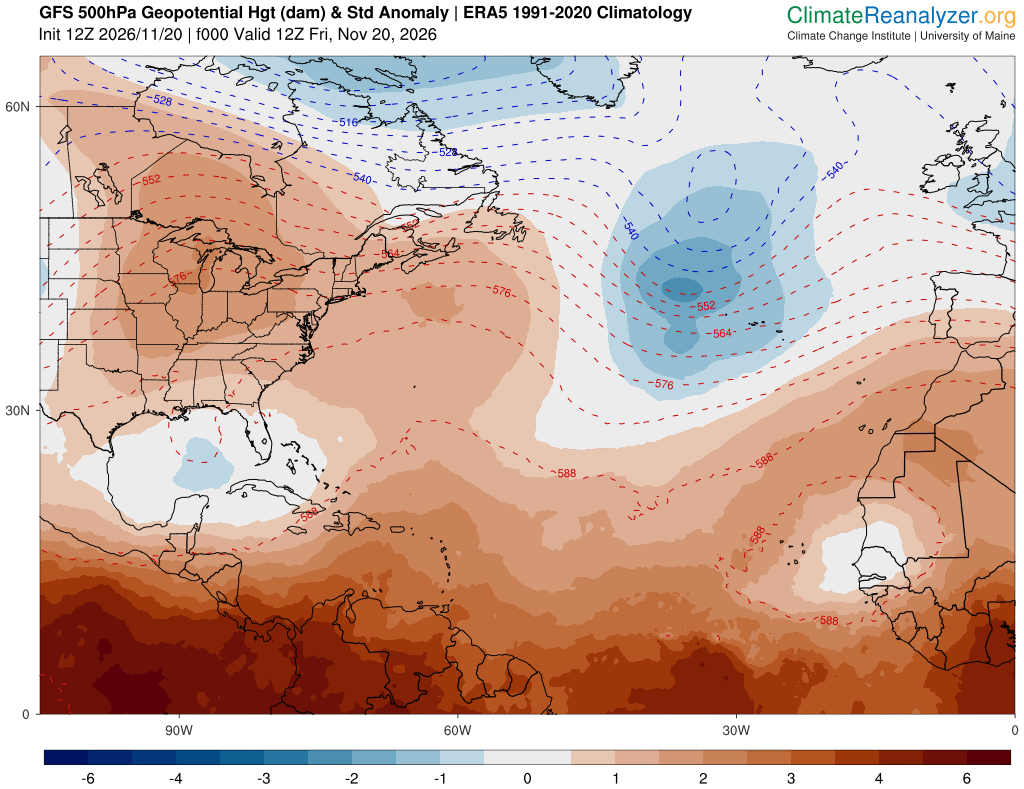 GFS 500hPa Geopotential Hgt (dam) & Std Anomaly | ERA5 1991-2020 Climatology
ClimateReanalyzer.org
Init 12Z 2026/11/20 | f000 Valid 12Z Fri, Nov 20, 2026
Climate Change Institute | University of Maine
60N
528
516
528
540
540
552
552
540
564
576
576
552
564
576
30N
588
588
588
588
588
0
90W
60W
30W
0
-6 -4 -3 -2 -1 0 1 2 3 4 6